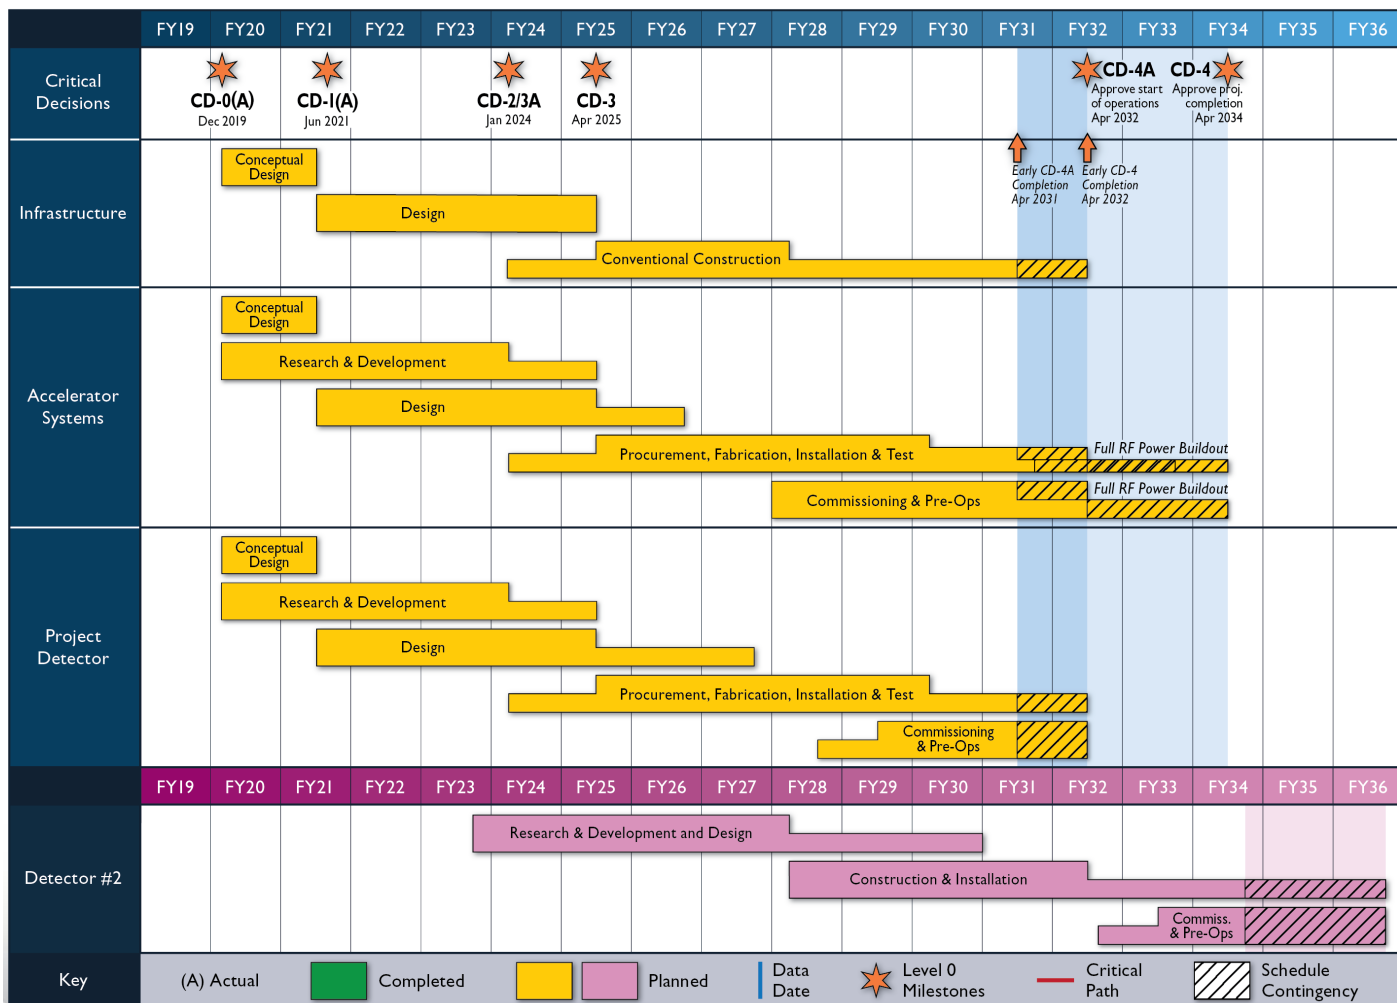 FY19 FY20 FY21 FY22 FY23 FY24 FY25 FY26 FY27 FY28 FY29 FY30 FY31 FY32 FY33 FY34 FY35 FY36
Critical
Decisions
CD-0(A)
Dec 2019
CD-1(A)
Jun 2021
CD-2/3A
Jan 2024
CD-3
Apr 2025
CD-4A
Approve start
of operations
Apr 2032
CD-4
Approve proj.
completion
Apr 2034
Infrastructure
Early CD-4A
Completion
Apr 2031
Early CD-4
Completion
Apr 2032
Conceptual
Design
Design
Conventional Construction
Accelerator
Systems
Conceptual
Design
Research & Development
Design
Procurement, Fabrication, Installation & Test
Full RF Power Buildout
Commissioning & Pre-Ops
Full RF Power Buildout
Project
Detector
Conceptual
Design
Research & Development
Design
Procurement, Fabrication, Installation & Test
Commissioning
& Pre-Ops
FY19 FY20 FY21 FY22 FY23 FY24 FY25 FY26 FY27 FY28 FY29 FY30 FY31 FY32 FY33 FY34 FY35 FY36
Detector #2
Research & Development and Design
Construction & Installation
Commiss.
& Pre-Ops
Key
(A) Actual
Completed
Planned
Data
Date
Level 0
Milestones
Critical
Path
Schedule
Contingency